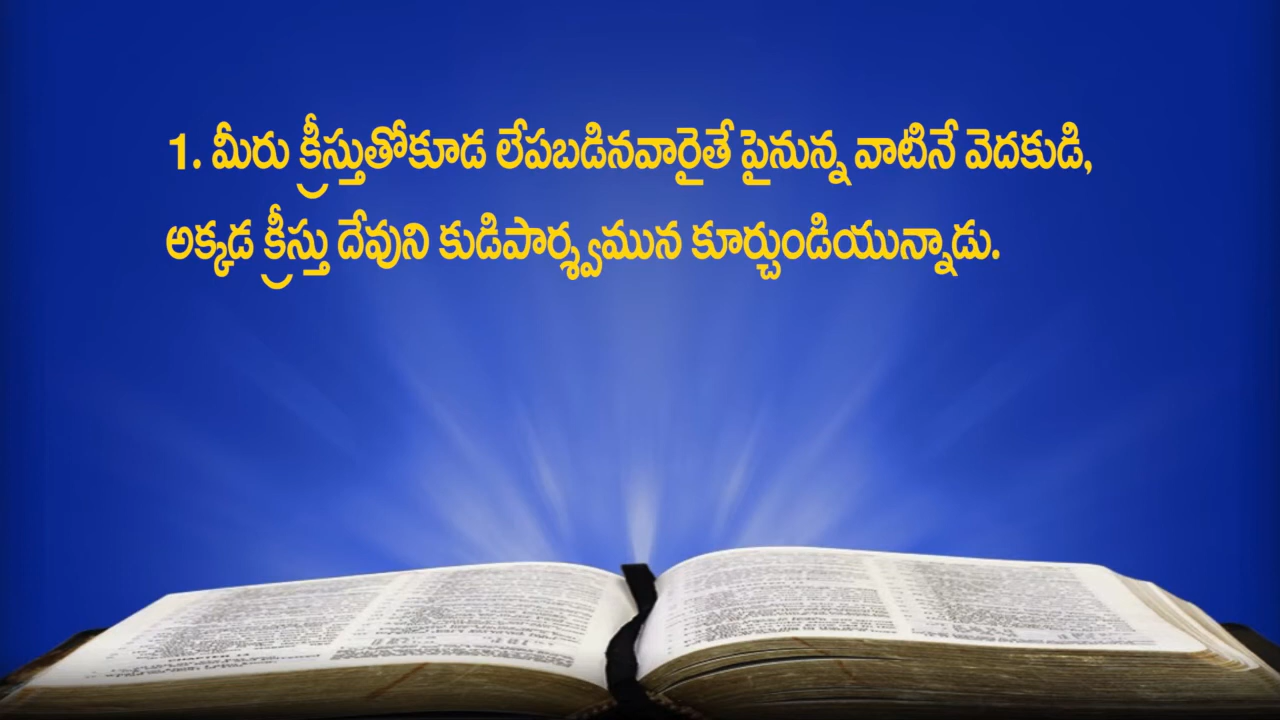 1. మీరు క్రీస్తుతోకూడ లేపబడినవారైతే పైనున్న వాటినే వెదకుడి,
అక్కడ క్రీస్తు దేవుని కుడిపార్శ్వమున కూర్చుండియున్నాడు.